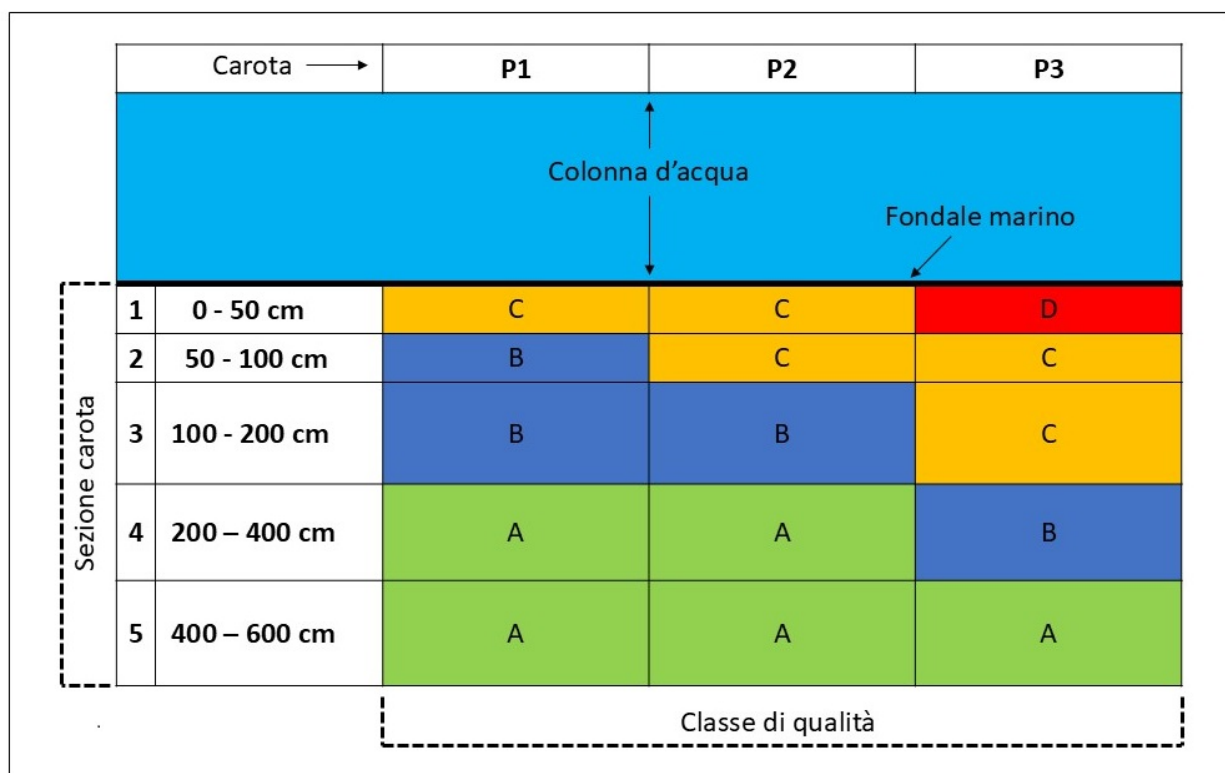 Carota P1 P2 P3
Colonna d'acqua
Fondale marino
Sezione carota
1 0 - 50 cm C C D
2 50 - 100 cm B C C
3 100 - 200 cm B B C
4 200 – 400 cm A A B
5 400 – 600 cm A A A
Classe di qualità